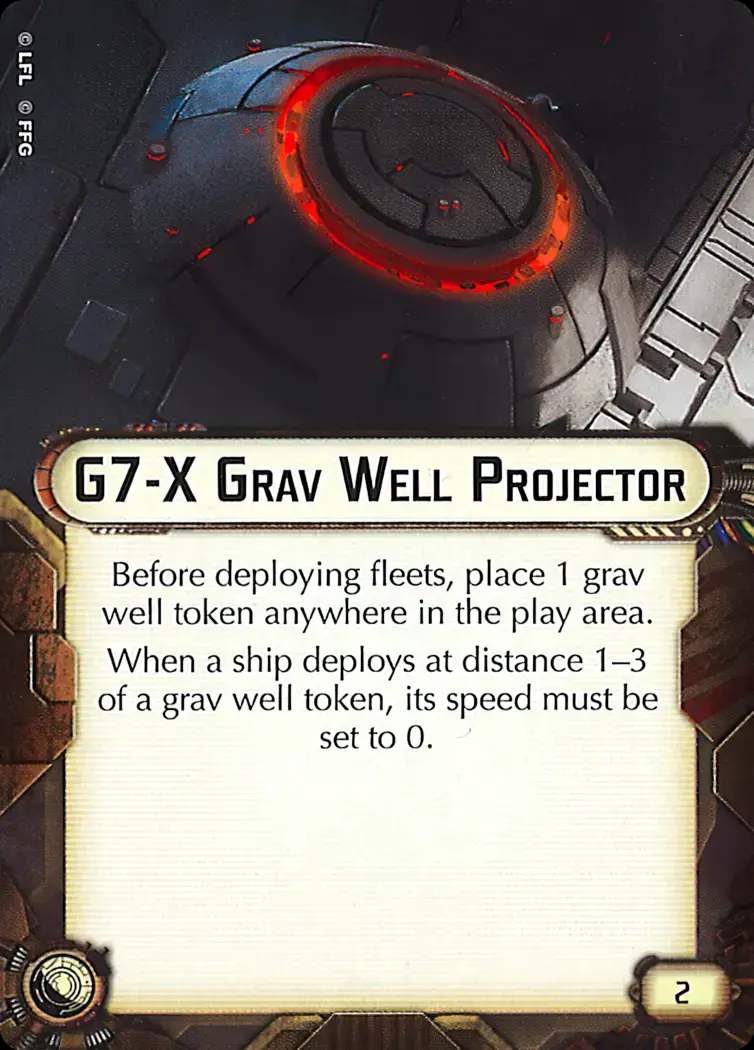 © LFL © FFG
G7-X Grav Well Projector
Before deploying fleets, place 1 grav
well token anywhere in the play area.
When a ship deploys at distance 1–3
of a grav well token, its speed must be
set to 0.
2